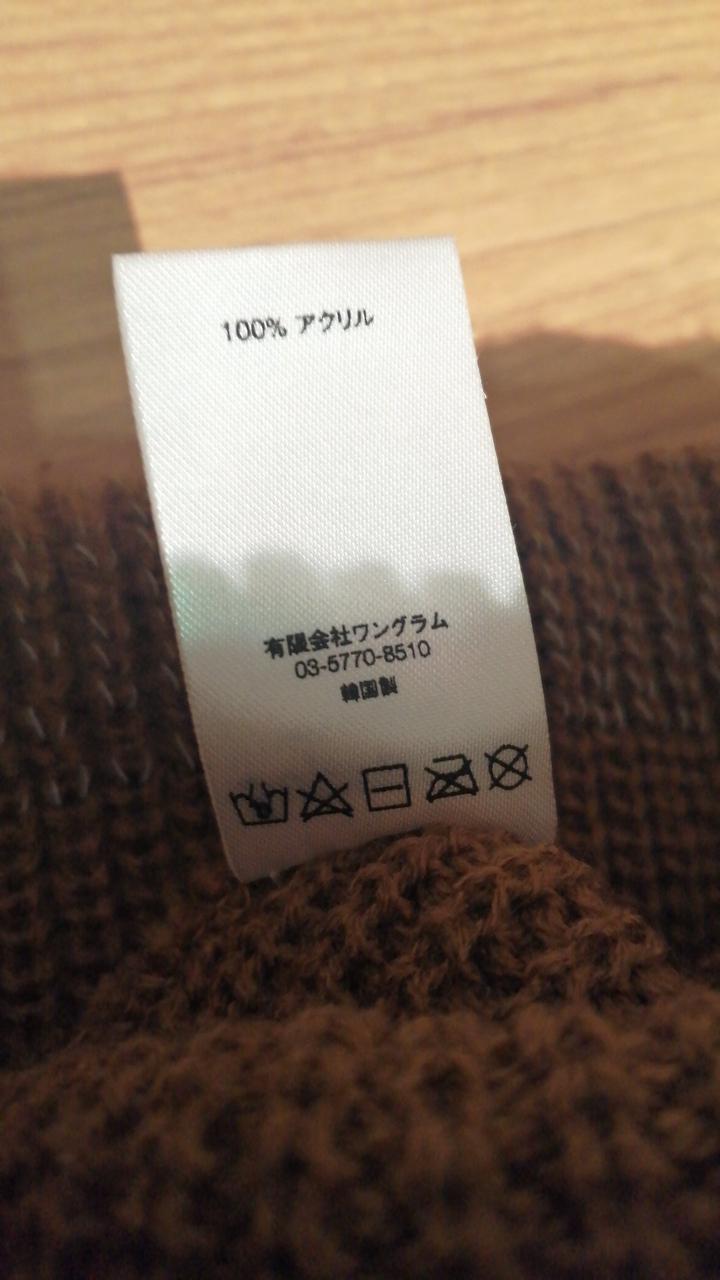 100% アクリル
有限会社ワングラム
03-5770-8510
韓国製